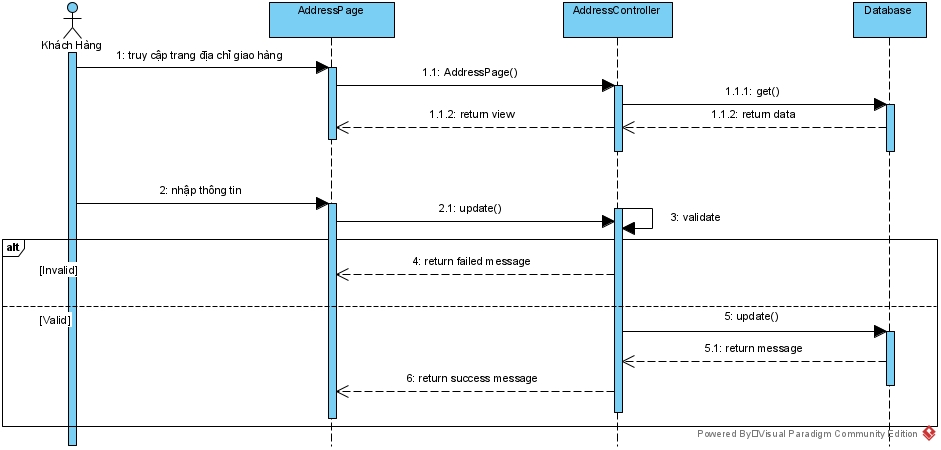 AddressPage
AddressController
Database
Khách Hàng
1: truy cập trang địa chỉ giao hàng
1.1: AddressPage()
1.1.1: get()
1.1.2: return view
1.1.2: return data
2: nhập thông tin
2.1: update()
3: validate
alt
4: return failed message
[Invalid]
[Valid]
5: update()
5.1: return message
6: return success message
Powered By Visual Paradigm Community Edition